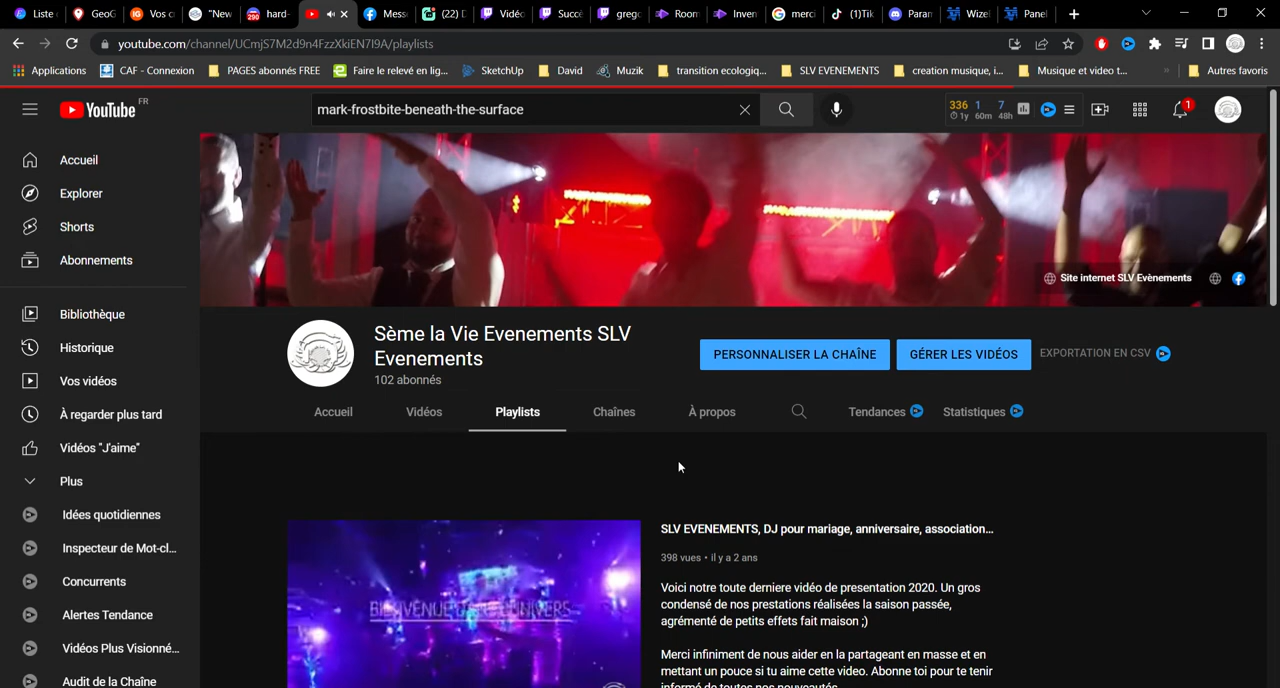 Liste
GeoG
Vos c
"New
hard-
Mess
(22) D
Vidéo
Succè
grego
Room
Inven
merci
(1)Tik
Paran
Wizel
Panel
youtube.com/channel/UCmjS7M2d9n4FzzXkiEN7I9A/playlists
Applications
CAF - Connexion
PAGES abonnés FREE
Faire le relevé en lig...
SketchUp
David
Muzik
transition ecologiq...
SLV EVENEMENTS
creation musique, i...
Musique et video t...
»
Autres favoris
YouTube FR
mark-frostbite-beneath-the-surface
336 1 7
1y 60m 48h
1
Accueil
Explorer
Shorts
Abonnements
Bibliothèque
Historique
Vos vidéos
À regarder plus tard
Vidéos "J'aime"
Plus
Idées quotidiennes
Inspecteur de Mot-cl...
Concurrents
Alertes Tendance
Vidéos Plus Visionné...
Audit de la Chaîne
Site internet SLV Evènements
Sème la Vie Evenements SLV
Evenements
102 abonnés
PERSONNALISER LA CHAÎNE
GÉRER LES VIDÉOS
EXPORTATION EN CSV
Accueil
Vidéos
Playlists
Chaînes
À propos
Tendances
Statistiques
BIENVENUE DANS L'UNIVERS
SLV EVENEMENTS, DJ pour mariage, anniversaire, association...
398 vues • il y a 2 ans
Voici notre toute derniere vidéo de presentation 2020. Un gros
condensé de nos prestations réalisées la saison passée,
agrémenté de petits effets fait maison ;)
Merci infiniment de nous aider en la partageant en masse et en
mettant un pouce si tu aime cette video. Abonne toi pour te tenir
informé de toutes nos nouveautés.